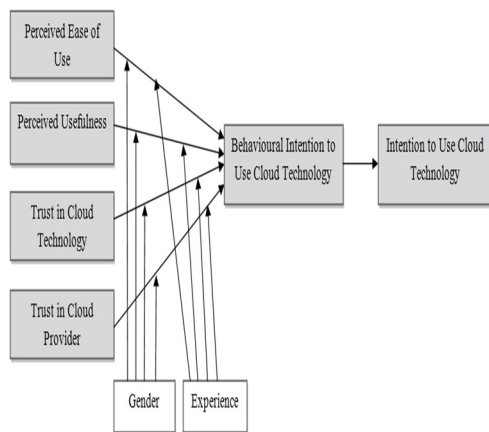 Perceived Ease of
Use
Perceived Usefulness
Trust in Cloud
Technology
Trust in Cloud
Provider
Behavioural Intention to
Use Cloud Technology
Intention to Use Cloud
Technology
Gender
Experience